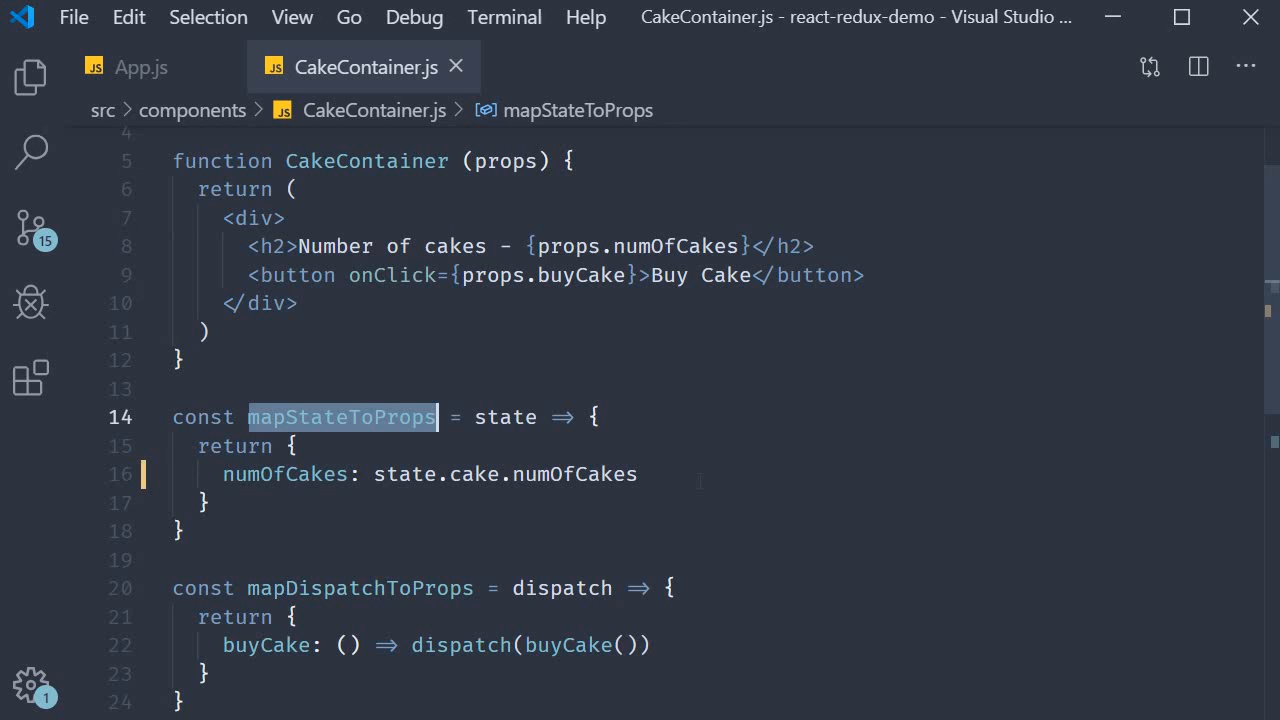 File Edit Selection View Go Debug Terminal Help CakeContainer.js - react-redux-demo - Visual Studio ...
JS App.js JS CakeContainer.js
src > components > JS CakeContainer.js > mapStateToProps
4
5 function CakeContainer (props) {
6 return (
7 <div>
8 <h2>Number of cakes - {props.numOfCakes}</h2>
9 <button onClick={props.buyCake}>Buy Cake</button>
10 </div>
11 )
12 }
13
14 const mapStateToProps = state => {
15 return {
16 numOfCakes: state.cake.numOfCakes
17 }
18 }
19
20 const mapDispatchToProps = dispatch => {
21 return {
22 buyCake: () => dispatch(buyCake())
23 }
24 }
15
1